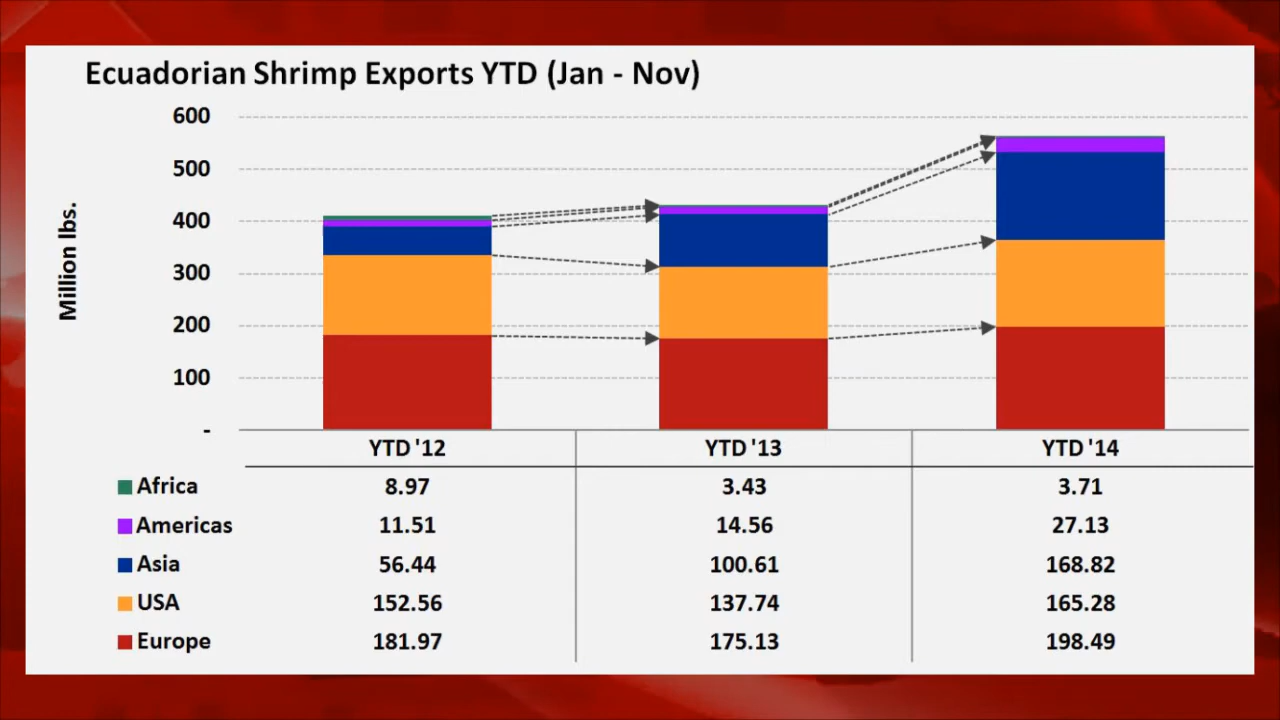 Ecuadorian Shrimp Exports YTD (Jan - Nov)
Million lbs.
600
500
400
300
200
100
-
YTD '12 YTD '13 YTD '14
Africa 8.97 3.43 3.71
Americas 11.51 14.56 27.13
Asia 56.44 100.61 168.82
USA 152.56 137.74 165.28
Europe 181.97 175.13 198.49